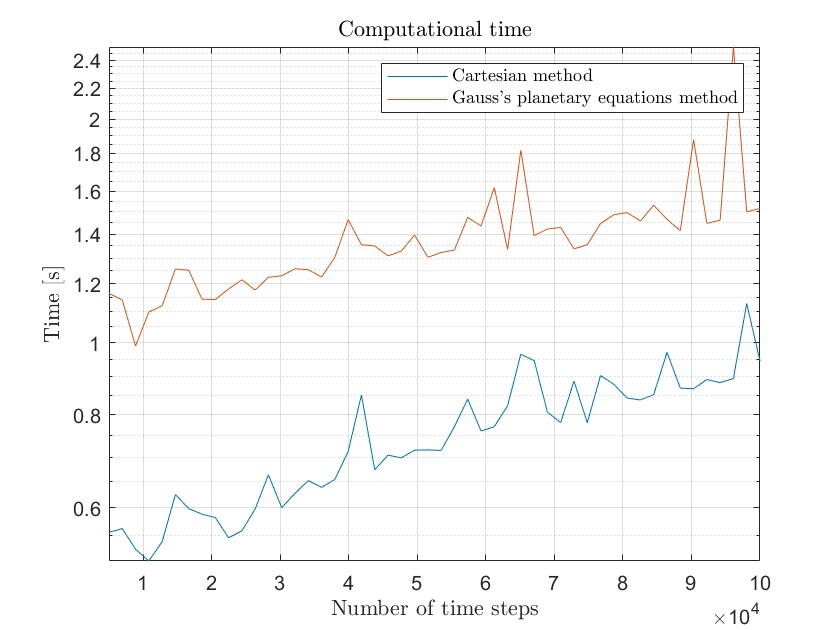 Computational time
Cartesian method
Gauss's planetary equations method
2.4
2.2
2
1.8
1.6
1.4
1.2
1
0.8
0.6
Time [s]
1 2 3 4 5 6 7 8 9 10
Number of time steps
×10⁴